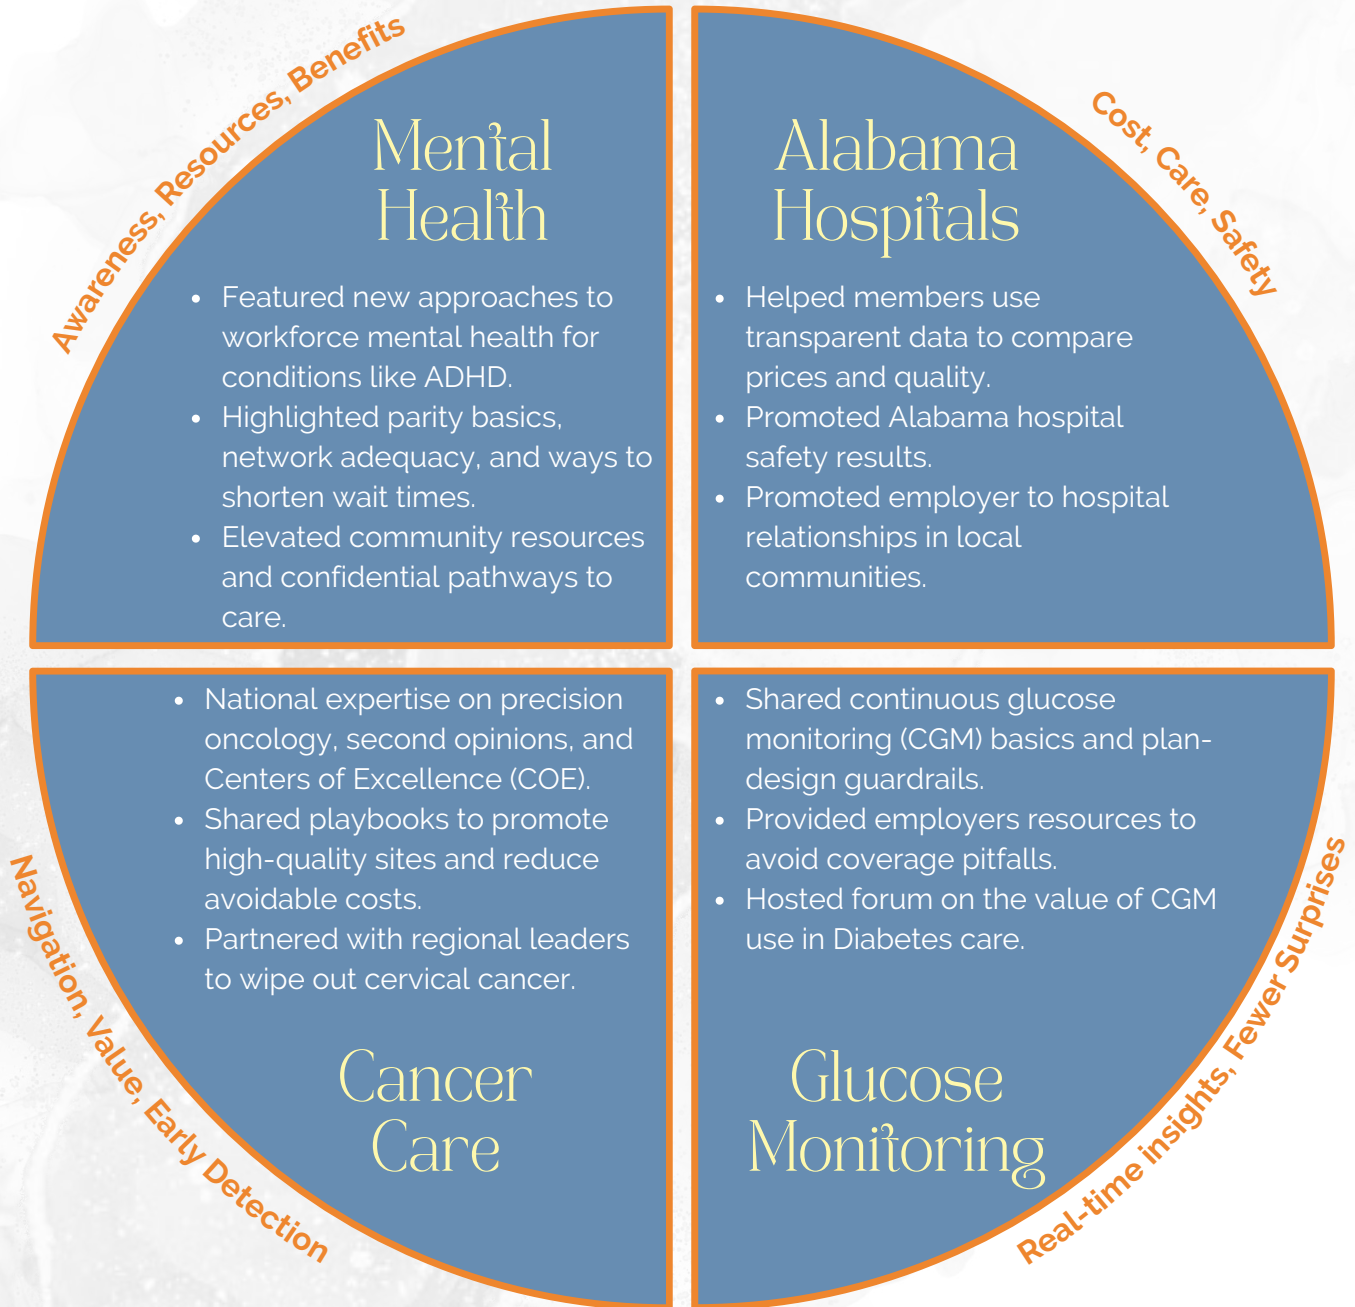 Awareness, Resources, Benefits
Mental
Health
• Featured new approaches to
workforce mental health for
conditions like ADHD.
• Highlighted parity basics,
network adequacy, and ways to
shorten wait times.
• Elevated community resources
and confidential pathways to
care.
Cost, Care, Safety
Alabama
Hospitals
• Helped members use
transparent data to compare
prices and quality.
• Promoted Alabama hospital
safety results.
• Promoted employer to hospital
relationships in local
communities.
Navigation, Value, Early Detection
• National expertise on precision
oncology, second opinions, and
Centers of Excellence (COE).
• Shared playbooks to promote
high-quality sites and reduce
avoidable costs.
• Partnered with regional leaders
to wipe out cervical cancer.
Cancer
Care
• Shared continuous glucose
monitoring (CGM) basics and plan-
design guardrails.
• Provided employers resources to
avoid coverage pitfalls.
• Hosted forum on the value of CGM
use in Diabetes care.
Glucose
Monitoring
Real-time insights, Fewer Surprises